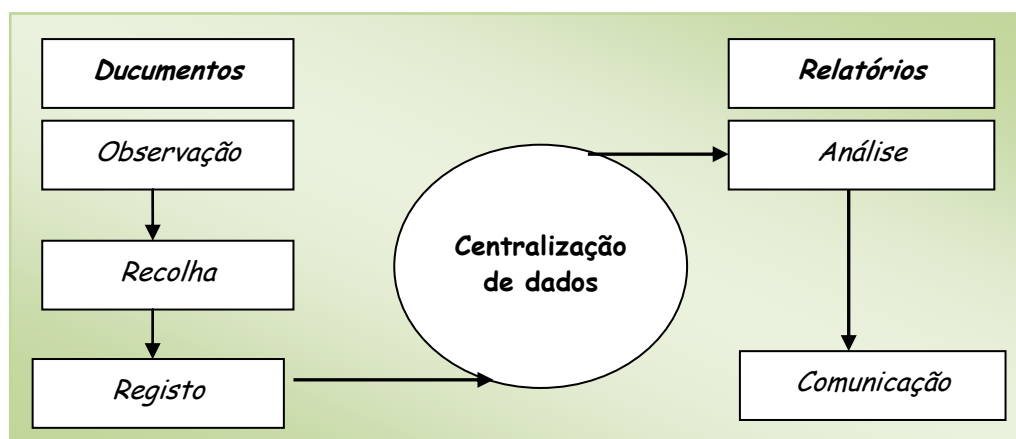 Ducumentos
Observação
Recolha
Registo
Centralização
de dados
Relatórios
Análise
Comunicação